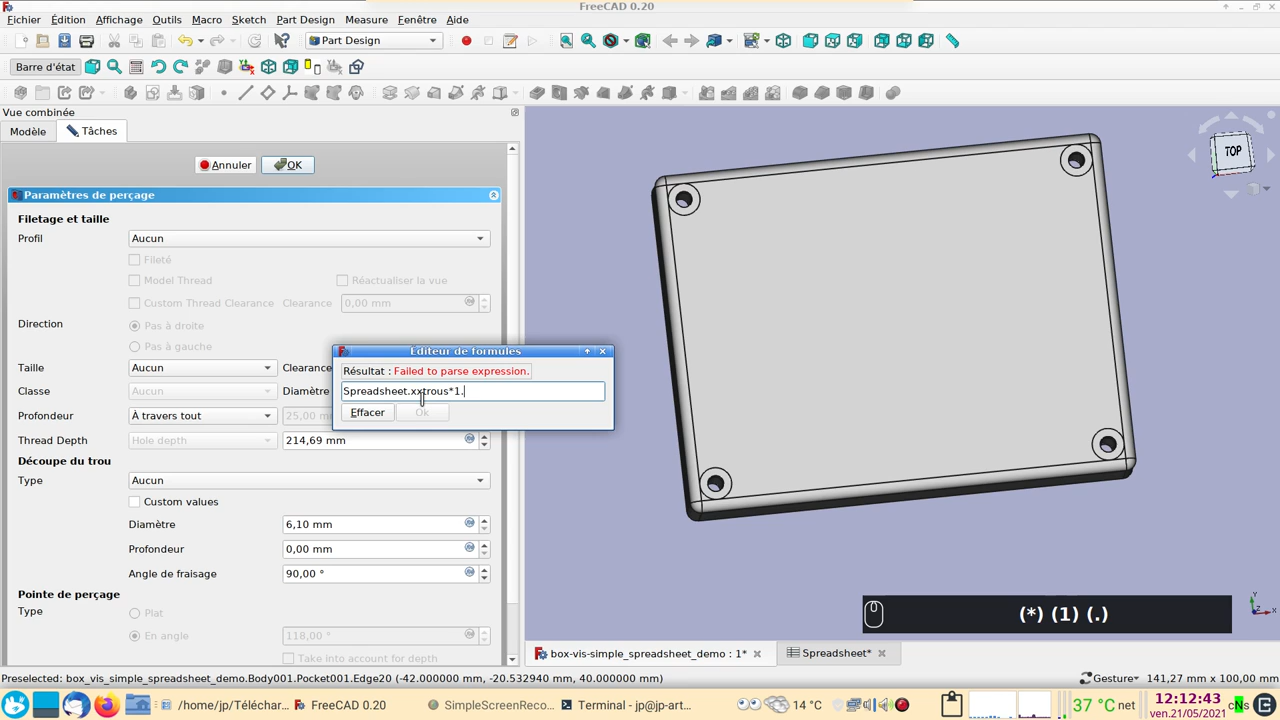 FreeCAD 0.20
Fichier Édition Affichage Outils Macro Sketch Part Design Measure Fenêtre Aide
Part Design
Barre d'état
Vue combinée
Modèle Tâches
Annuler OK
Paramètres de perçage
Filetage et taille
Profil Aucun
Fileté
Model Thread Réactualiser la vue
Custom Thread Clearance Clearance 0,00 mm
Direction Pas à droite
Pas à gauche
Taille Aucun Clearance
Classe Aucun Diamètre
Profondeur À travers tout 25,00 mm
Thread Depth Hole depth 214,69 mm
Découpe du trou
Type Aucun
Custom values
Diamètre 6,10 mm
Profondeur 0,00 mm
Angle de fraisage 90,00 °
Pointe de perçage
Type Plat
En angle 118,00 °
Take into account for depth
Éditeur de formules
Résultat : Failed to parse expression.
Spreadsheet.xxtrous*1.
Effacer Ok
TOP
(*) (1) (.)
Y
Z
X
box-vis-simple_spreadsheet_demo : 1* Spreadsheet*
Preselected: box_vis_simple_spreadsheet_demo.Body001.Pocket001.Edge29 (-42.000000 mm, -20.532940 mm, 40.000000 mm) Gesture 141,27 mm x 100,00 mm
/home/jp/Téléchar... FreeCAD 0.20 SimpleScreenReco... Terminal - jp@jp-art... 14 °C 37 °C net 12:12:43 cNs
ven.21/05/2021